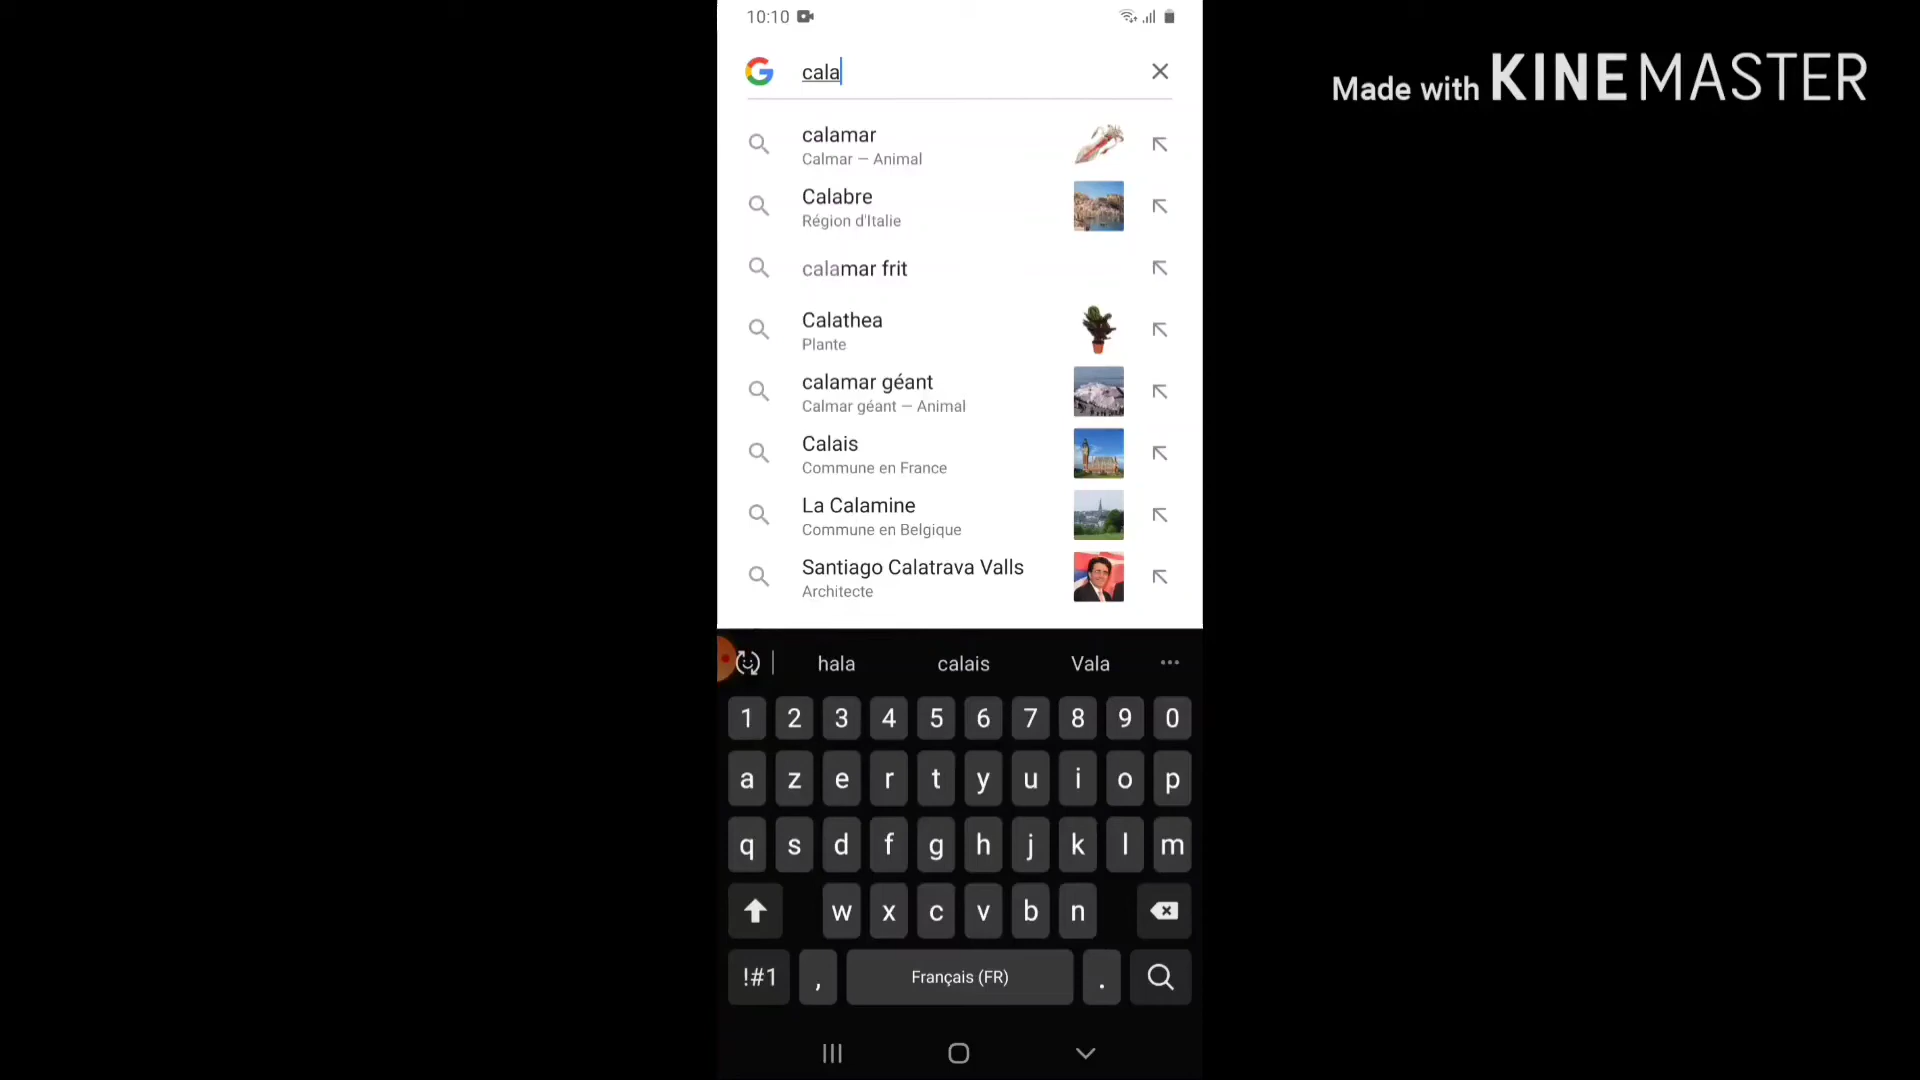 10:10
Made with KINEMASTER
cala
calamar
Calmar — Animal
Calabre
Région d'Italie
calamar frit
Calathea
Plante
calamar géant
Calmar géant — Animal
Calais
Commune en France
La Calamine
Commune en Belgique
Santiago Calatrava Valls
Architecte
hala calais Vala
1 2 3 4 5 6 7 8 9 0
a z e r t y u i o p
q s d f g h j k l m
w x c v b n
!#1 , Français (FR) .